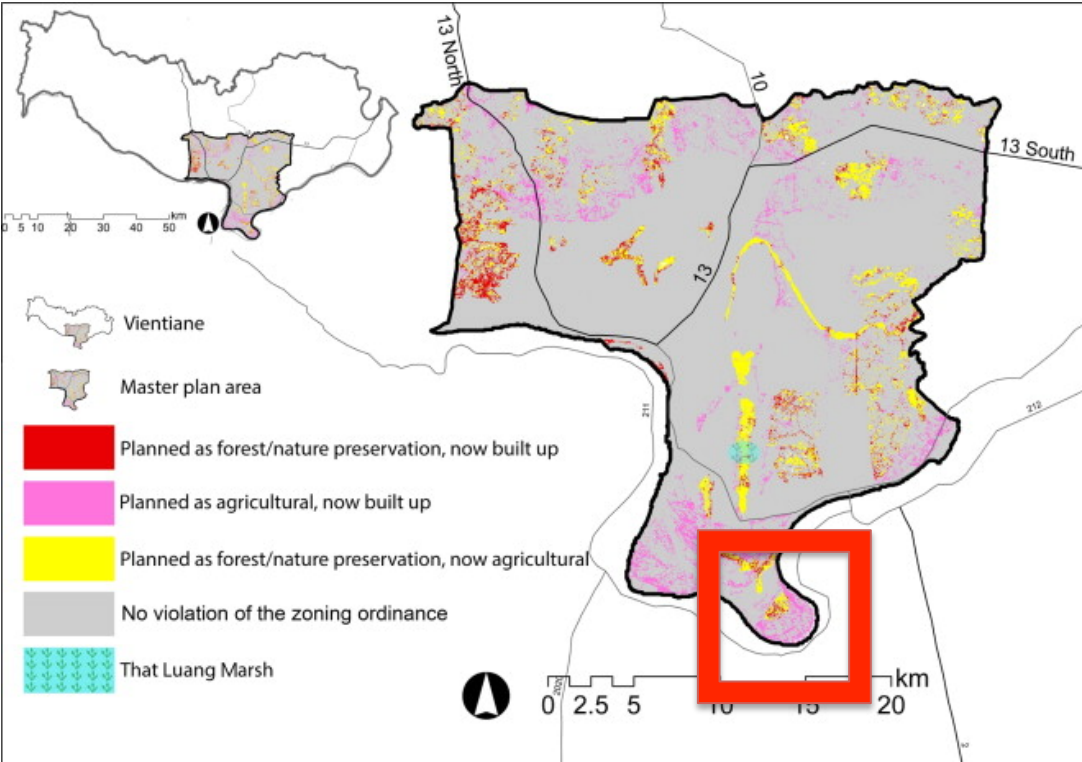 13 North
10
13 South
13
km
0 5 10 20 30 40 50
Vientiane
Master plan area
Planned as forest/nature preservation, now built up
Planned as agricultural, now built up
Planned as forest/nature preservation, now agricultural
No violation of the zoning ordinance
That Luang Marsh
211
212
km
0 2.5 5 10 15 20